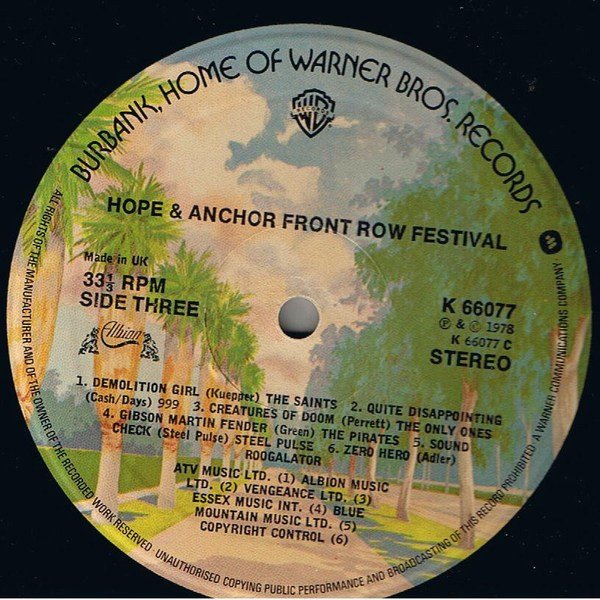 BURBANK, HOME OF WARNER BROS. RECORDS
WB
RECORDS
HOPE & ANCHOR FRONT ROW FESTIVAL
Made in UK
33⅓ RPM
SIDE THREE
Albion
K 66077
Ⓟ & © 1978
K 66077 C
STEREO
1. DEMOLITION GIRL (Kuepper) THE SAINTS 2. QUITE DISAPPOINTING
(Cash/Days) 999 3. CREATURES OF DOOM (Perrett) THE ONLY ONES
4. GIBSON MARTIN FENDER (Green) THE PIRATES 5. SOUND
CHECK (Steel Pulse) STEEL PULSE 6. ZERO HERO (Adler)
ROOGALATOR
ATV MUSIC LTD. (1) ALBION MUSIC
LTD. (2) VENGEANCE LTD. (3)
ESSEX MUSIC INT. (4) BLUE
MOUNTAIN MUSIC LTD. (5)
COPYRIGHT CONTROL (6)
ALL RIGHTS OF THE MANUFACTURER AND OF THE OWNER OF THE RECORDED WORK RESERVED UNAUTHORISED COPYING PUBLIC PERFORMANCE AND BROADCASTING OF THIS RECORD PROHIBITED A WARNER COMMUNICATIONS COMPANY